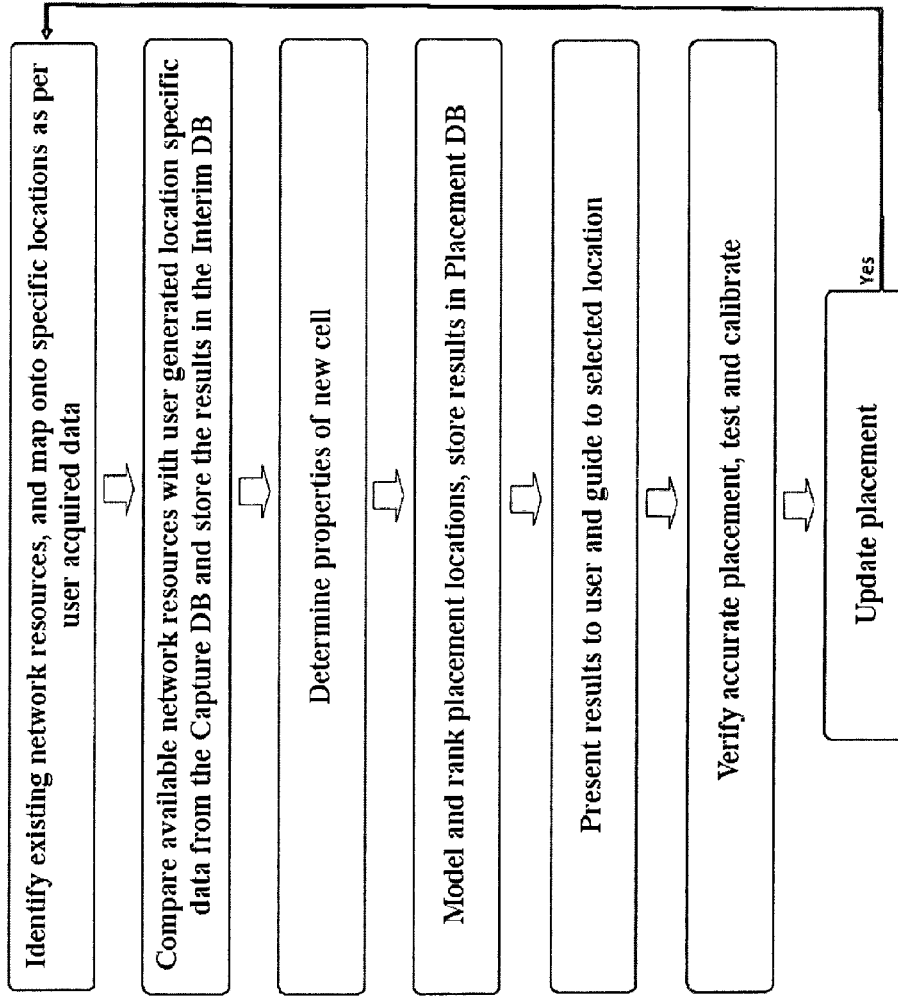 Identify existing network resources, and map onto specific locations as per
user acquired data
Compare available network resources with user generated location specific
data from the Capture DB and store the results in the Interim DB
Determine properties of new cell
Model and rank placement locations, store results in Placement DB
Present results to user and guide to selected location
Verify accurate placement, test and calibrate
Update placement
Yes